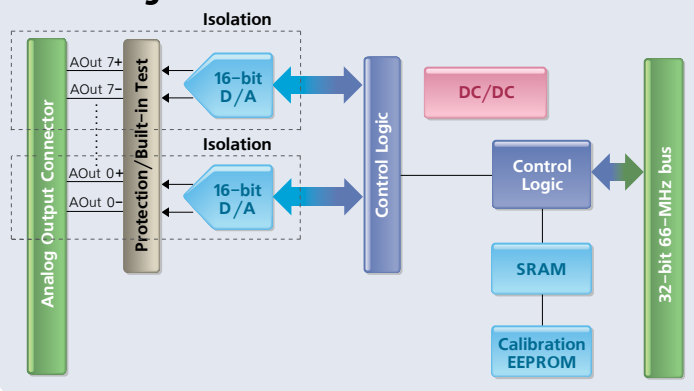 Isolation
AOut 7+
AOut 7-
16-bit
D/A
Isolation
AOut 0+
AOut 0-
16-bit
D/A
Analog Output Connector
Protection/Built-in Test
Control Logic
DC/DC
Control
Logic
SRAM
Calibration
EEPROM
32-bit 66-MHz bus